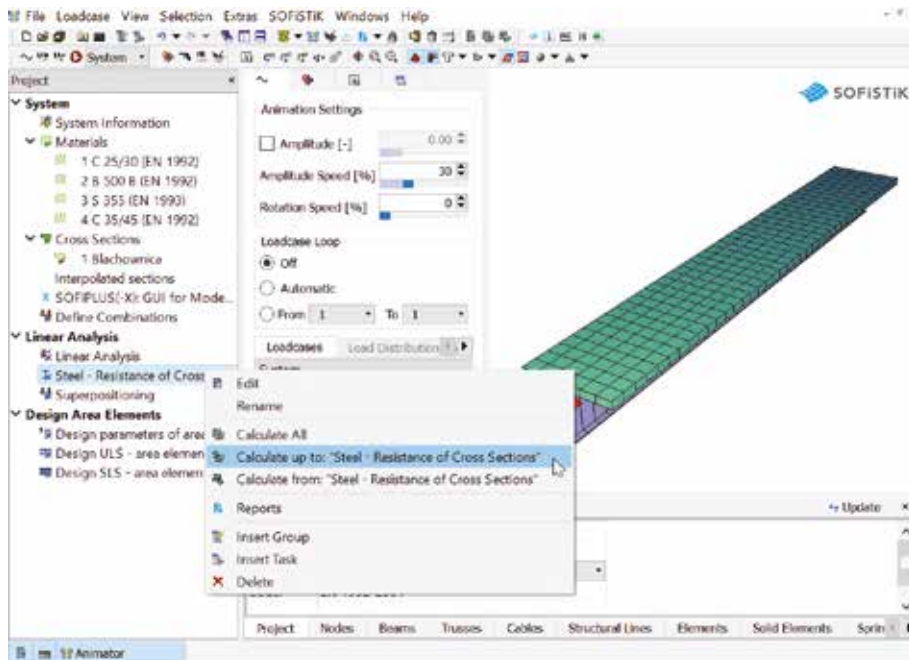 File Loadcase View Selection Extras SOFiSTiK Windows Help
System
Project
System
System Information
Materials
1 C 25/30 (EN 1992)
2 B 500 B (EN 1992)
3 S 355 (EN 1993)
4 C 35/45 (EN 1992)
Cross Sections
1 Blachownica
Interpolated sections
SOFiPLUS(-X): GUI for Mode...
Define Combinations
Linear Analysis
Linear Analysis
Steel - Resistance of Cross
Superpositioning
Design Area Elements
Design parameters of area
Design ULS - area elemen
Design SLS - area elemen
Animation Settings
Amplitude [-] 0.00
Amplitude Speed [%] 30
Rotation Speed [%] 0
Loadcase Loop
Off
Automatic
From 1 To 1
Loadcases Load Distribution
System
SOFiSTiK
Edit
Rename
Calculate All
Calculate up to: "Steel - Resistance of Cross Sections"
Calculate from: "Steel - Resistance of Cross Sections"
Reports
Insert Group
Insert Task
Delete
Update
Project Nodes Beams Trusses Cables Structural Lines Elements Solid Elements Sprin
Animator